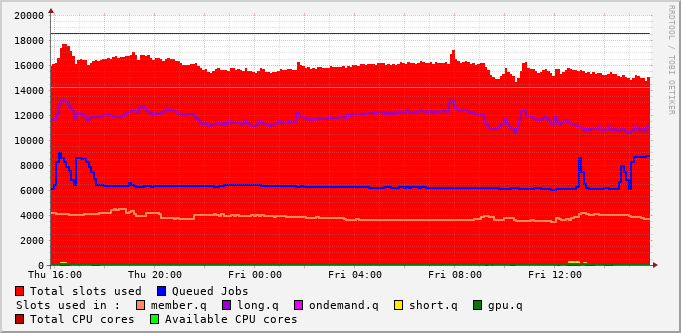 20000
18000
16000
14000
12000
10000
8000
6000
4000
2000
0
Thu 16:00 Thu 20:00 Fri 00:00 Fri 04:00 Fri 08:00 Fri 12:00
Total slots used Queued Jobs
Slots used in : member.q long.q ondemand.q short.q gpu.q
Total CPU cores Available CPU cores
RRDTOOL / TOBI OETIKER